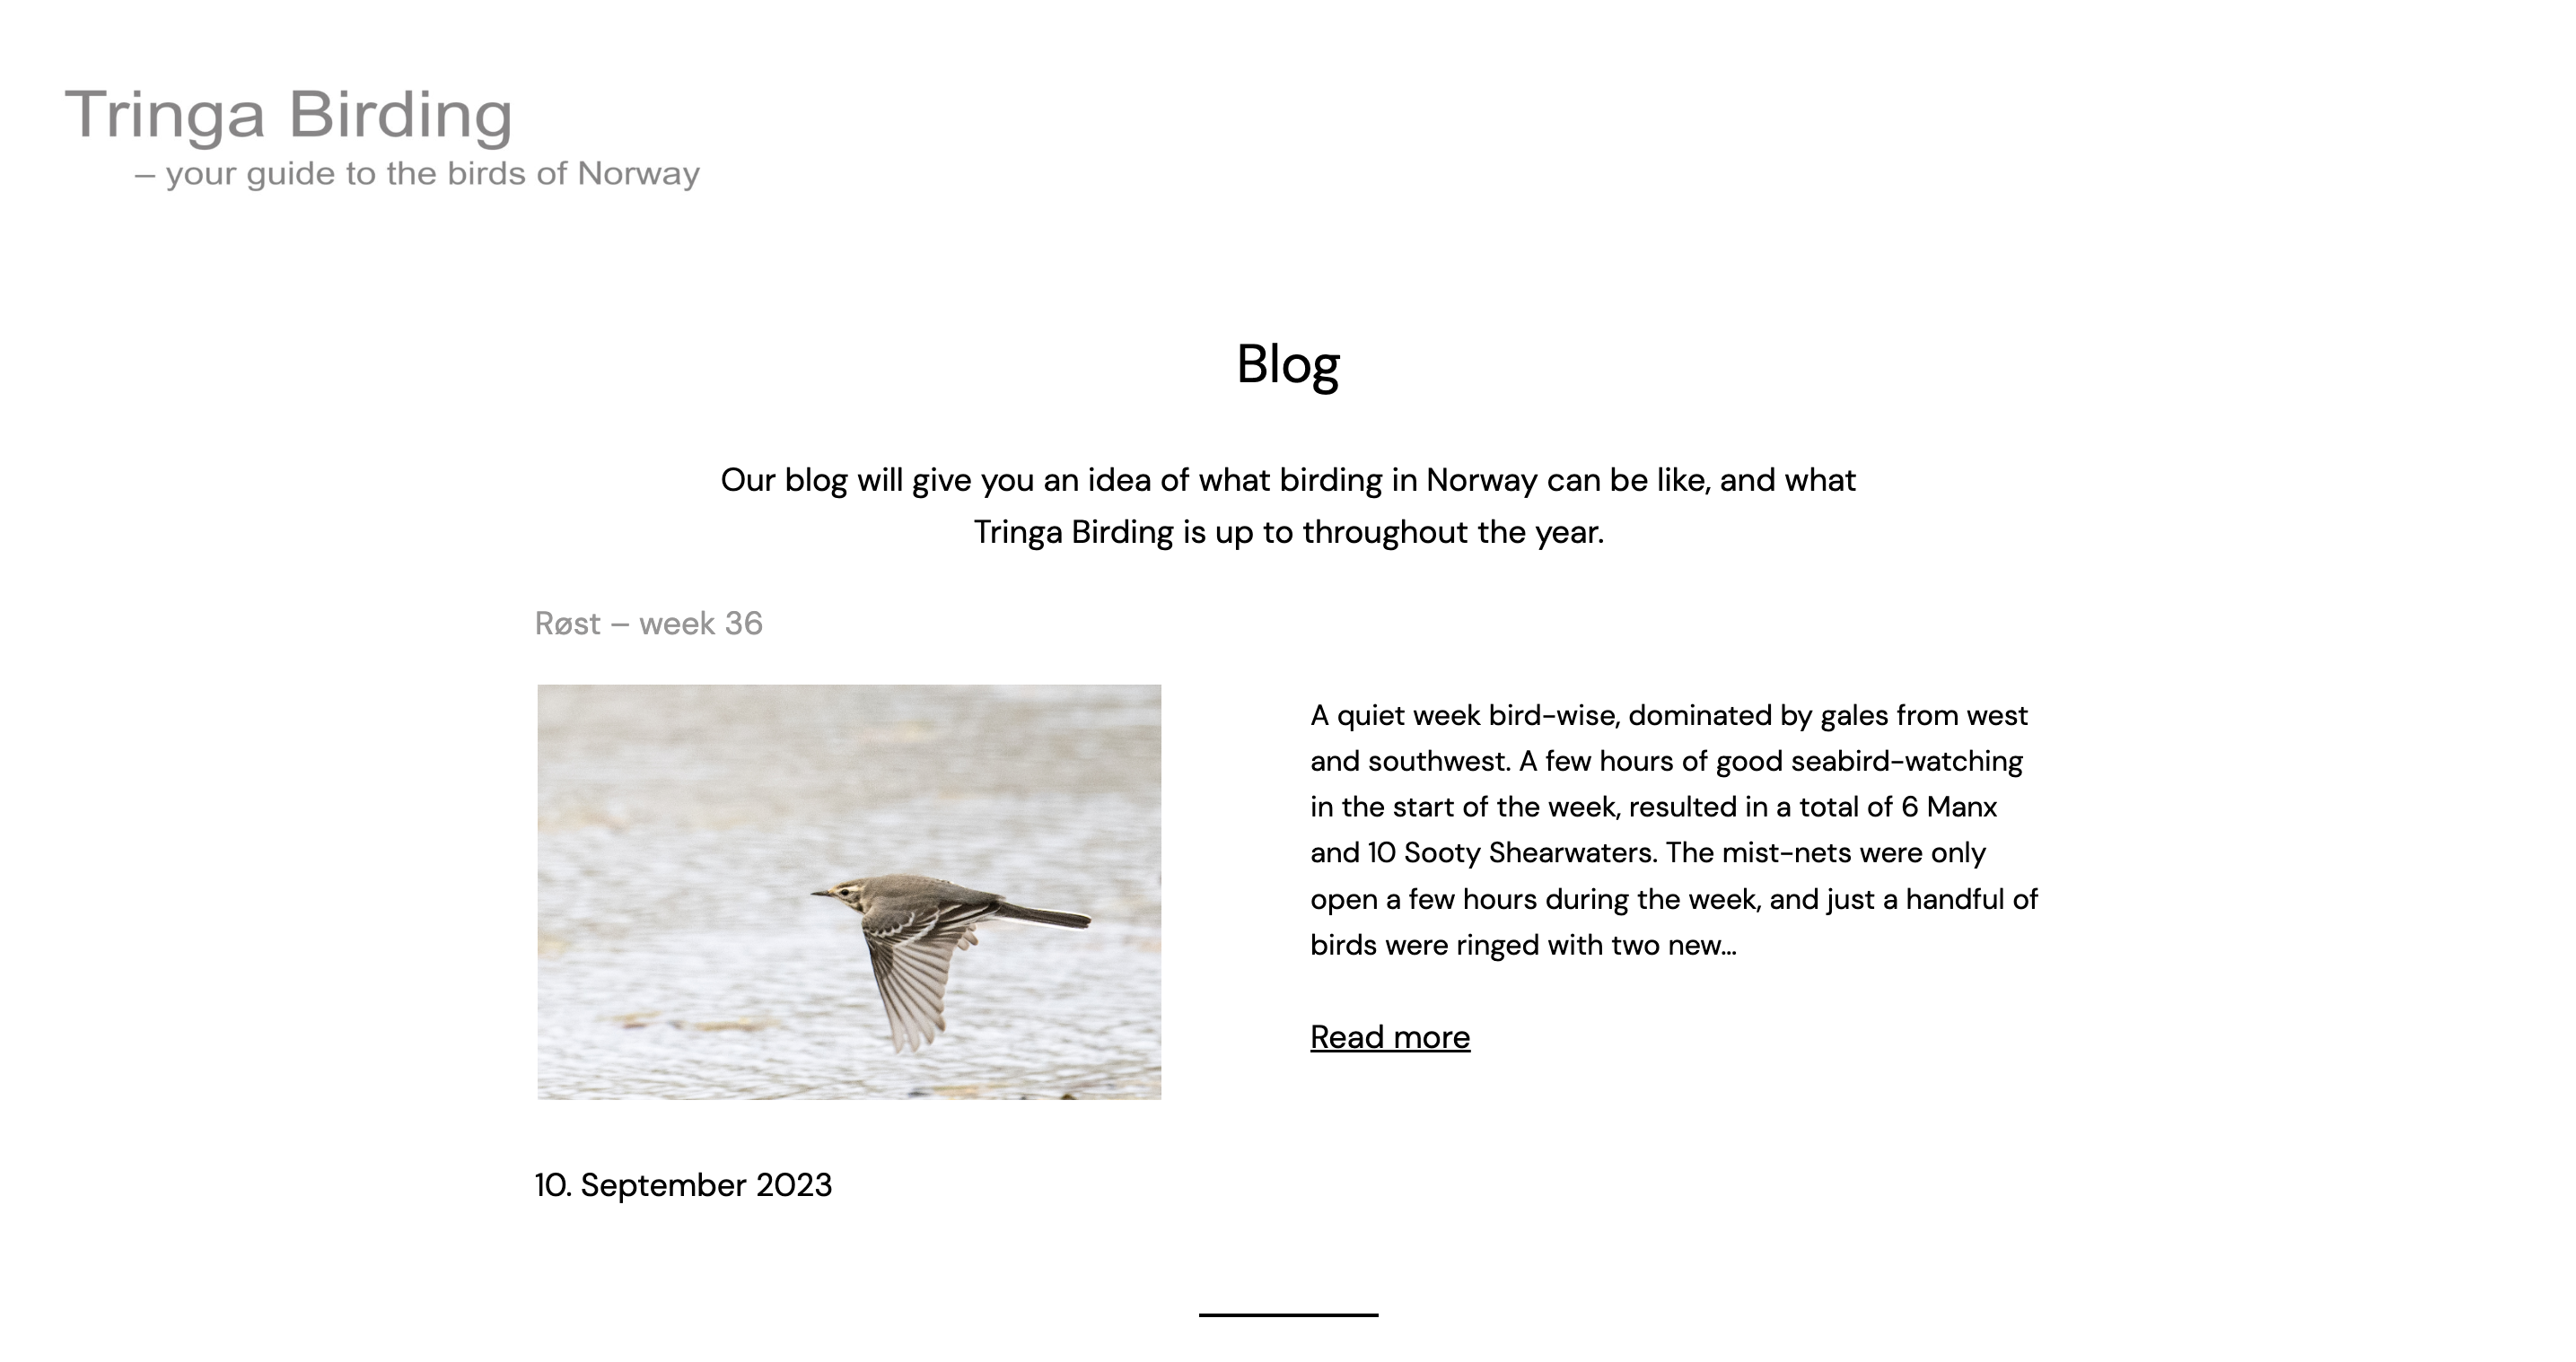 Tringa Birding
– your guide to the birds of Norway
Blog
Our blog will give you an idea of what birding in Norway can be like, and what
Tringa Birding is up to throughout the year.
Røst – week 36
A quiet week bird-wise, dominated by gales from west
and southwest. A few hours of good seabird-watching
in the start of the week, resulted in a total of 6 Manx
and 10 Sooty Shearwaters. The mist-nets were only
open a few hours during the week, and just a handful of
birds were ringed with two new…
Read more
10. September 2023